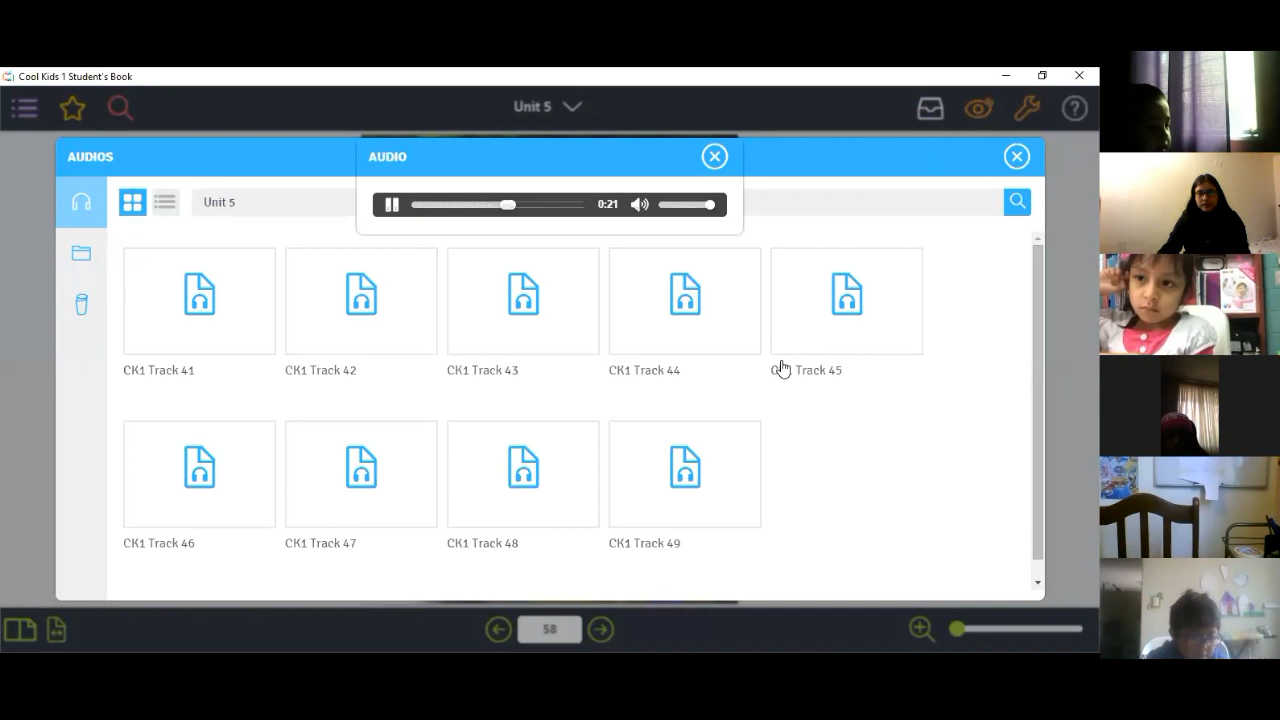 Cool Kids 1 Student's Book
Unit 5
AUDIOS
AUDIO
Unit 5
0:21
CK1 Track 41
CK1 Track 42
CK1 Track 43
CK1 Track 44
Track 45
CK1 Track 46
CK1 Track 47
CK1 Track 48
CK1 Track 49
58